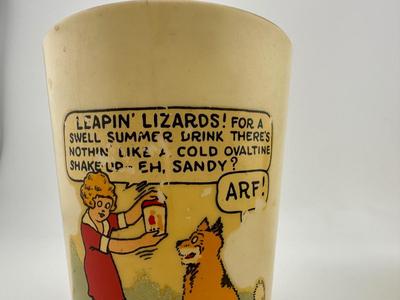 LEAPIN' LIZARDS! FOR A
SWELL SUMMER DRINK THERE'S
NOTHIN' LIKE A COLD OVALTINE
SHAKE-UP - EH, SANDY?
ARF!